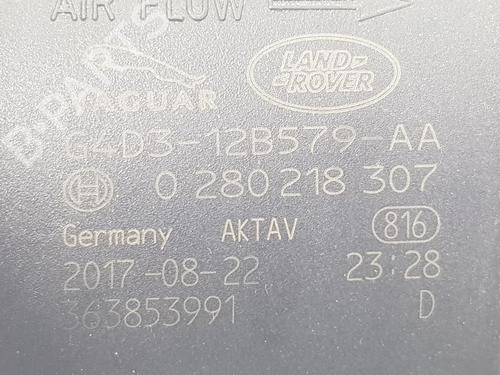 AIR FLOW
JAGUAR
LAND-
-ROVER
G4D3-12B579-AA
0 280 218 307
Germany AKTAV 816
2017-08-22 23:28
363853991 D
B-PARTS